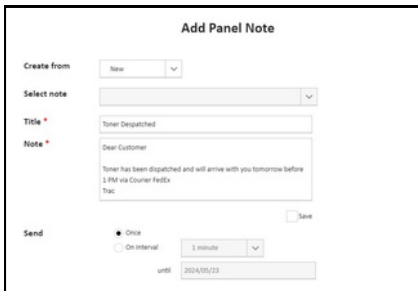 Add Panel Note
Create from
New
Select note
Title *
Toner Despatched
Note *
Dear Customer
Toner has been dispatched and will arrive with you tomorrow before
1 PM via Courier FedEx
Trac
Save
Send
Once
On interval
1 minute
until
2024/05/23